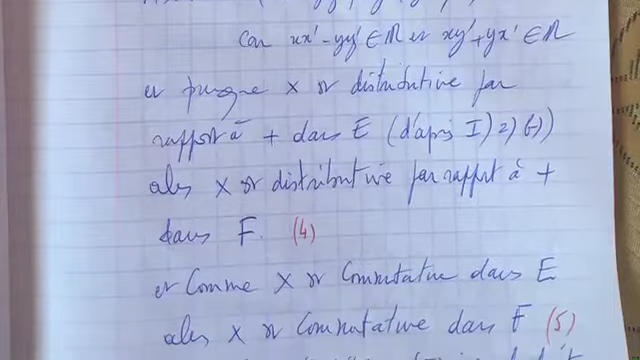 Car xx' - yy' ∈ ℝ et xy' + yx' ∈ ℝ
et puisque × est distributive par
rapport à + dans E (d'après I) 2) b))
alors × est distributive par rapport à +
dans F. (4)
et Comme × est Commutative dans E
alors × est Commutative dans F (5)